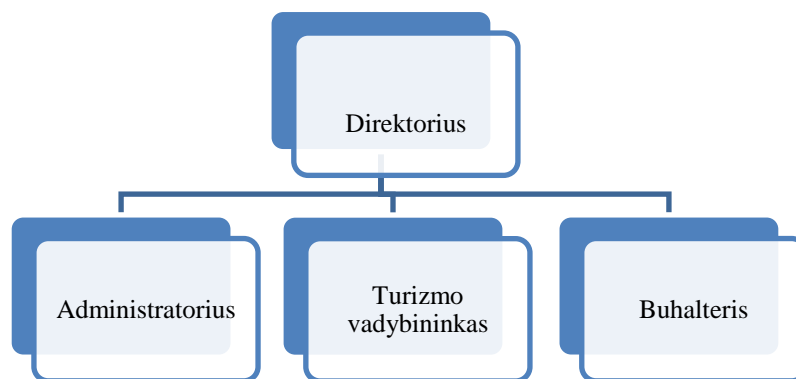 Direktorius
Administratorius
Turizmo
vadybininkas
Buhalteris